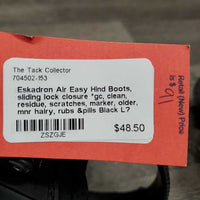 The Tack Collector
704502-153
Eskadron Air Easy Hind Boots,
sliding lock closure *gc, clean,
residue, scratches, marker, older,
mnr hairy, rubs &pills Black L?
ZSZGJE
$48.50
Retail (New) Price
is $